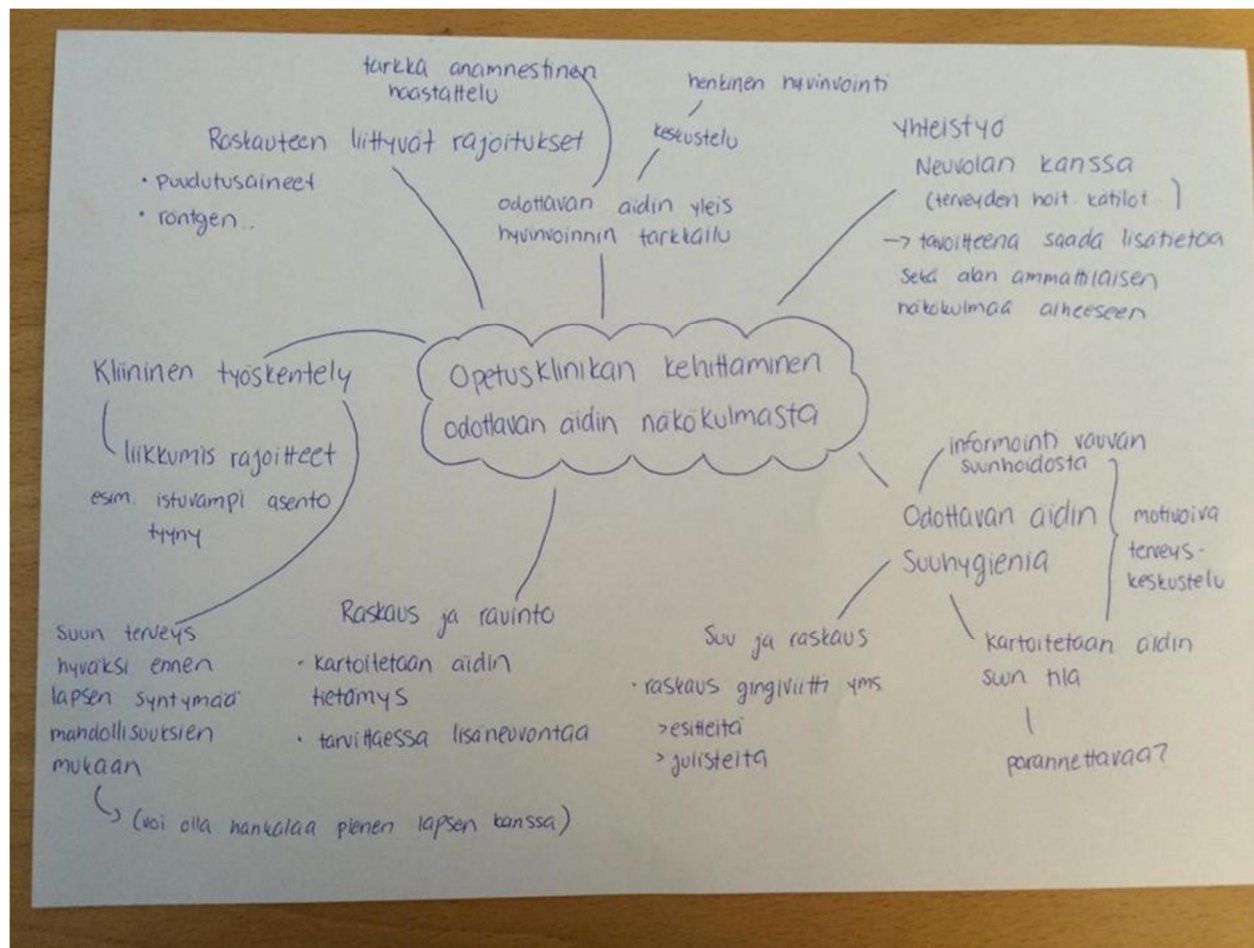 tarkka anamnestinen
haastattelu
henkinen hyvinvointi
keskustelu
Raskauteen liittyvät rajoitukset
• puudutusaineet
• röntgen..
odottavan äidin yleis
hyvinvoinnin tarkkailu
Yhteistyö
Neuvolan kanssa
(terveyden hoit. kätilöt)
→ tavoitteena saada lisätietoa
sekä alan ammattilaisen
näkökulmaa aiheeseen
Opetusklinikan kehittäminen
odottavan äidin näkökulmasta
Kliininen työskentely
liikkumis rajoitteet
esim. istuvampi asento
tyyny
suun terveys
hyväksi ennen
lapsen syntymää
mahdollisuuksien
mukaan
(voi olla hankalaa pienen lapsen kanssa)
Raskaus ja ravinto
• kartoitetaan äidin
tietämys
• tarvittaessa lisäneuvontaa
informointi vauvan
suunhoidosta
Odottavan äidin
Suuhygienia
motivoiva
terveys-
keskustelu
Suu ja raskaus
• raskaus gingiviitti yms
> esitteitä
> julisteita
kartoitetaan äidin
suun tila
parannettavaa?